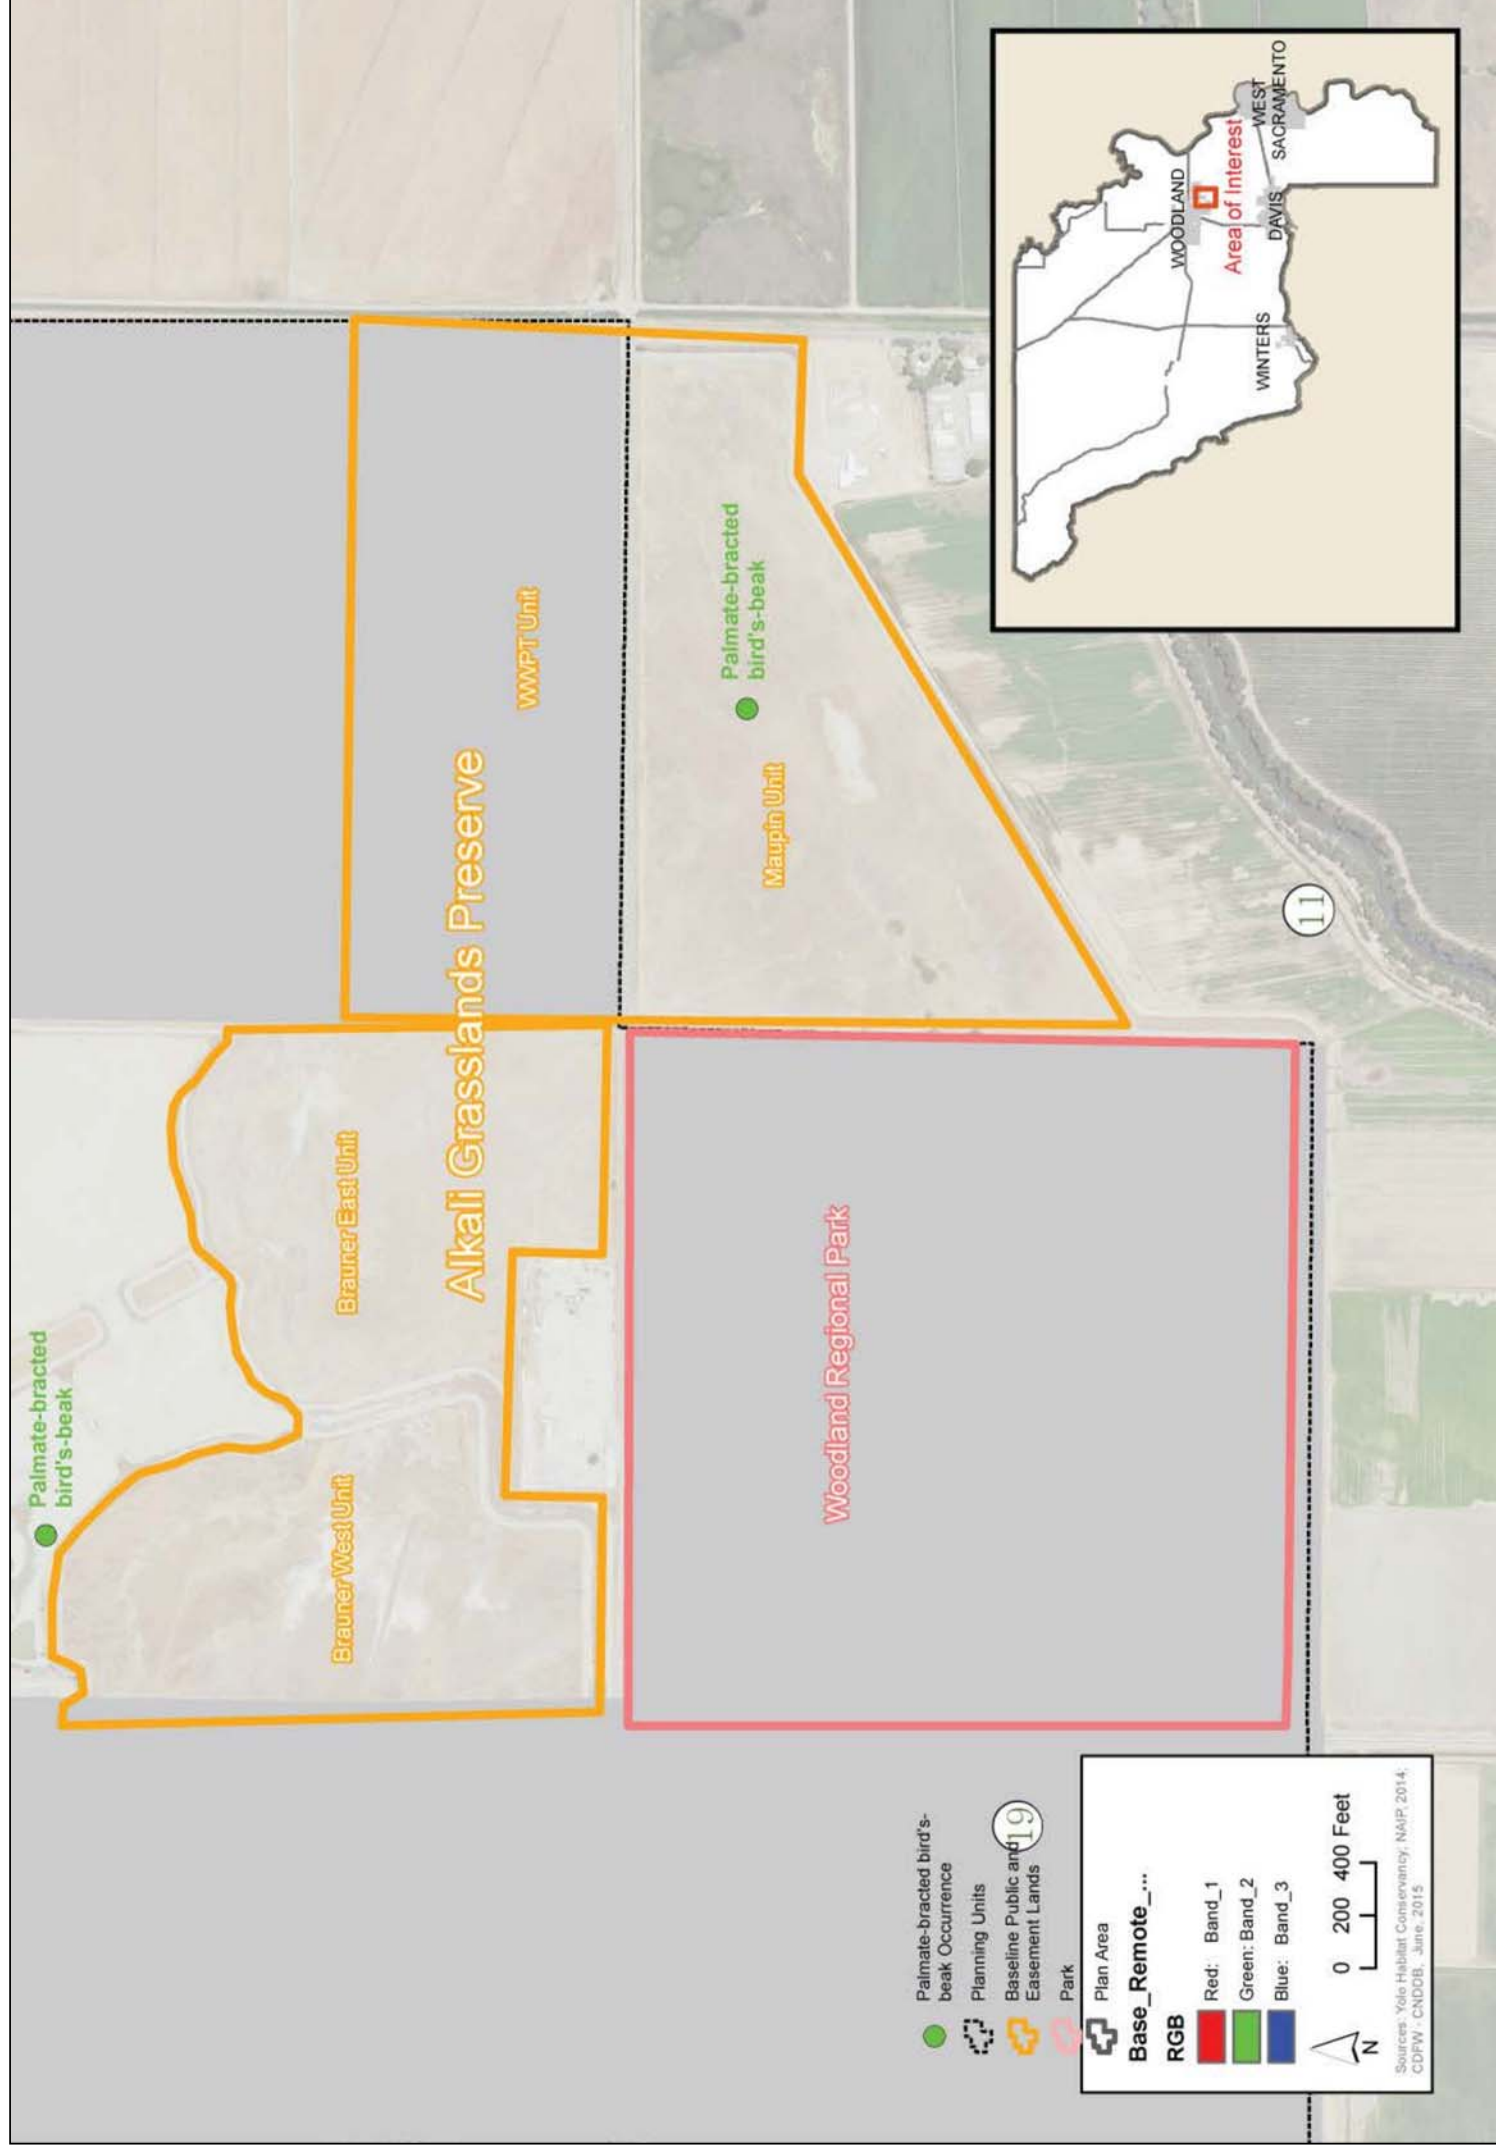 Palmate-bracted
bird's-beak
Brauner West Unit
Brauner East Unit
Alkali Grasslands Preserve
WWPT Unit
Palmate-bracted
bird's-beak
Maupin Unit
Woodland Regional Park
11
19
Palmate-bracted bird's-
beak Occurrence
Planning Units
Baseline Public and
Easement Lands
Park
Plan Area
Base_Remote_...
RGB
Red: Band_1
Green: Band_2
Blue: Band_3
N
0 200 400 Feet
Sources: Yolo Habitat Conservancy; NAIP, 2014;
CDFW - CNDDB, June, 2015
WOODLAND
Area of Interest
WEST
SACRAMENTO
DAVIS
WINTERS